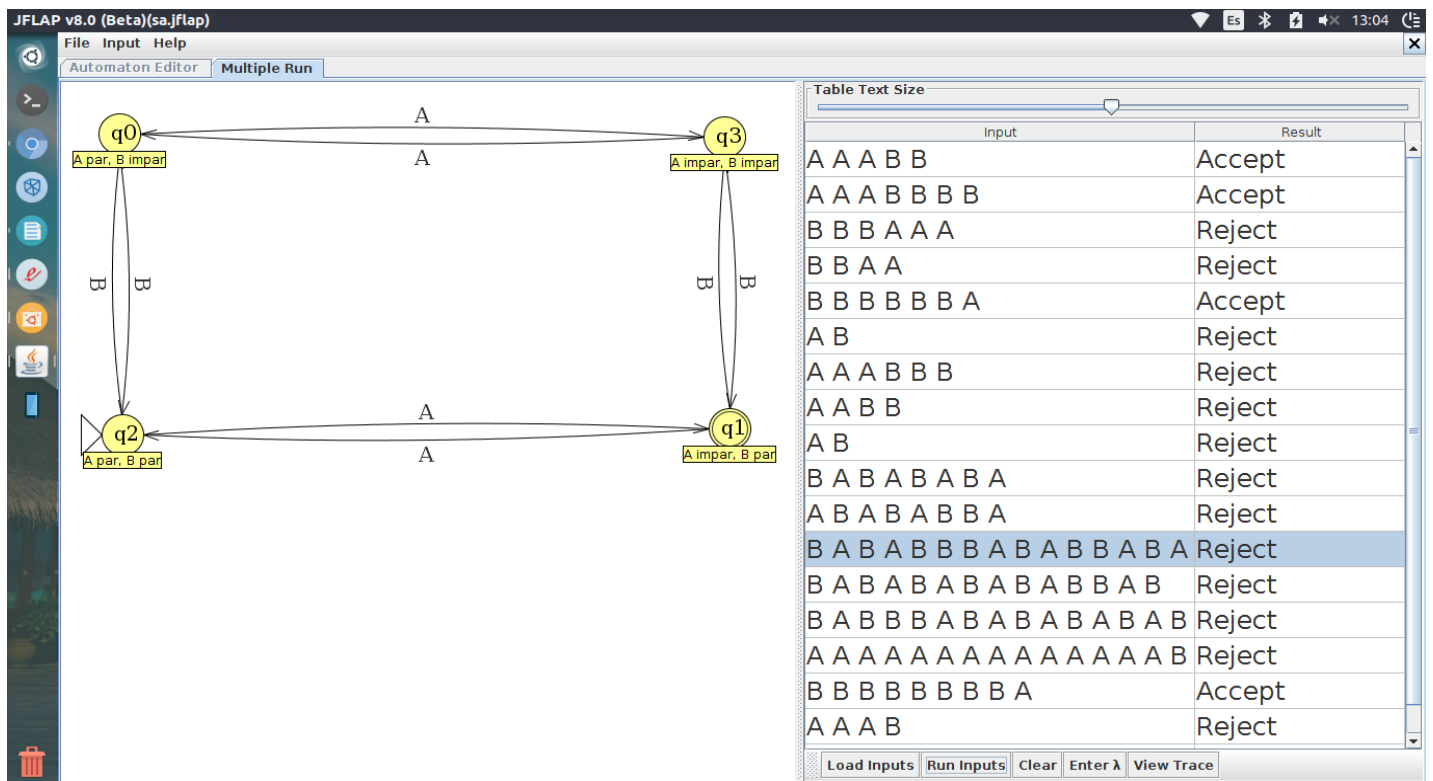 JFLAP v8.0 (Beta)(sa.jflap)
Es
13:04
File Input Help
Automaton Editor
Multiple Run
A
q0
q3
A par, B impar
A impar, B impar
A
B
B
B
B
A
q2
q1
A par, B par
A impar, B par
A
Table Text Size
Input Result
A A A B B Accept
A A A B B B B Accept
B B B A A A Reject
B B A A Reject
B B B B B B A Accept
A B Reject
A A A B B B Reject
A A B B Reject
A B Reject
B A B A B A B A Reject
A B A B A B B A Reject
B A B A B B B A B A B B A B A Reject
B A B A B A B A B A B B A B Reject
B A B B B A B A B A B A B A B Reject
A A A A A A A A A A A A A A B Reject
B B B B B B B B A Accept
A A A B Reject
Load Inputs Run Inputs Clear Enter λ View Trace